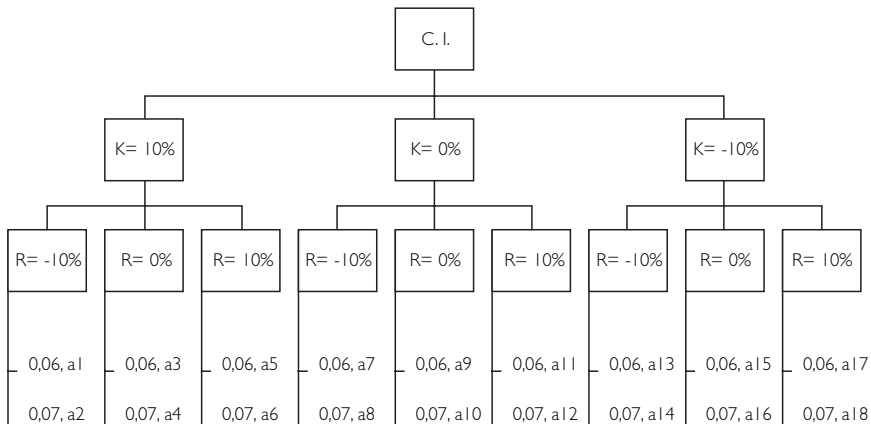 C. I.
K= 10% K= 0% K= -10%
R= -10% R= 0% R= 10% R= -10% R= 0% R= 10% R= -10% R= 0% R= 10%
0,06, a1 0,06, a3 0,06, a5 0,06, a7 0,06, a9 0,06, a11 0,06, a13 0,06, a15 0,06, a17
0,07, a2 0,07, a4 0,07, a6 0,07, a8 0,07, a10 0,07, a12 0,07, a14 0,07, a16 0,07, a18